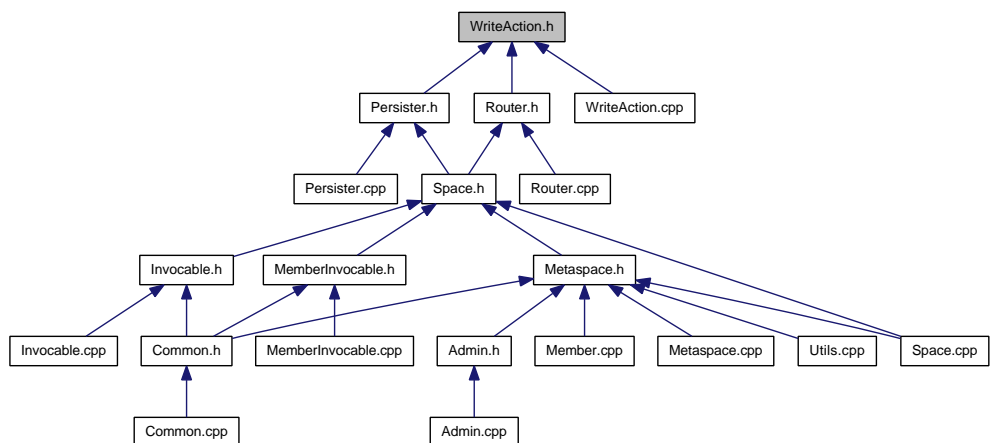 WriteAction.h
Persister.h
Router.h
WriteAction.cpp
Persister.cpp
Space.h
Router.cpp
Invocable.h
MemberInvocable.h
Metaspace.h
Invocable.cpp
Common.h
MemberInvocable.cpp
Admin.h
Member.cpp
Metaspace.cpp
Utils.cpp
Space.cpp
Common.cpp
Admin.cpp